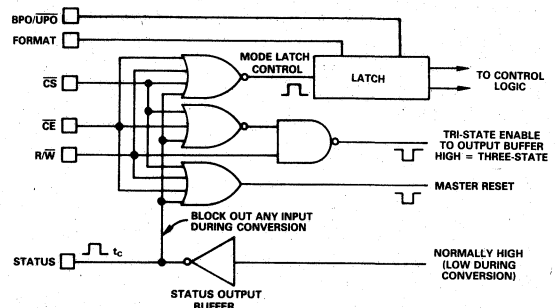 BPO/UPO
FORMAT
MODE LATCH
CONTROL
LATCH
TO CONTROL
LOGIC
CS
CE
R/W
TRI-STATE ENABLE
TO OUTPUT BUFFER
HIGH = THREE-STATE
MASTER RESET
BLOCK OUT ANY INPUT
DURING CONVERSION
STATUS
tC
NORMALLY HIGH
(LOW DURING
CONVERSION)
STATUS OUTPUT
BUFFER